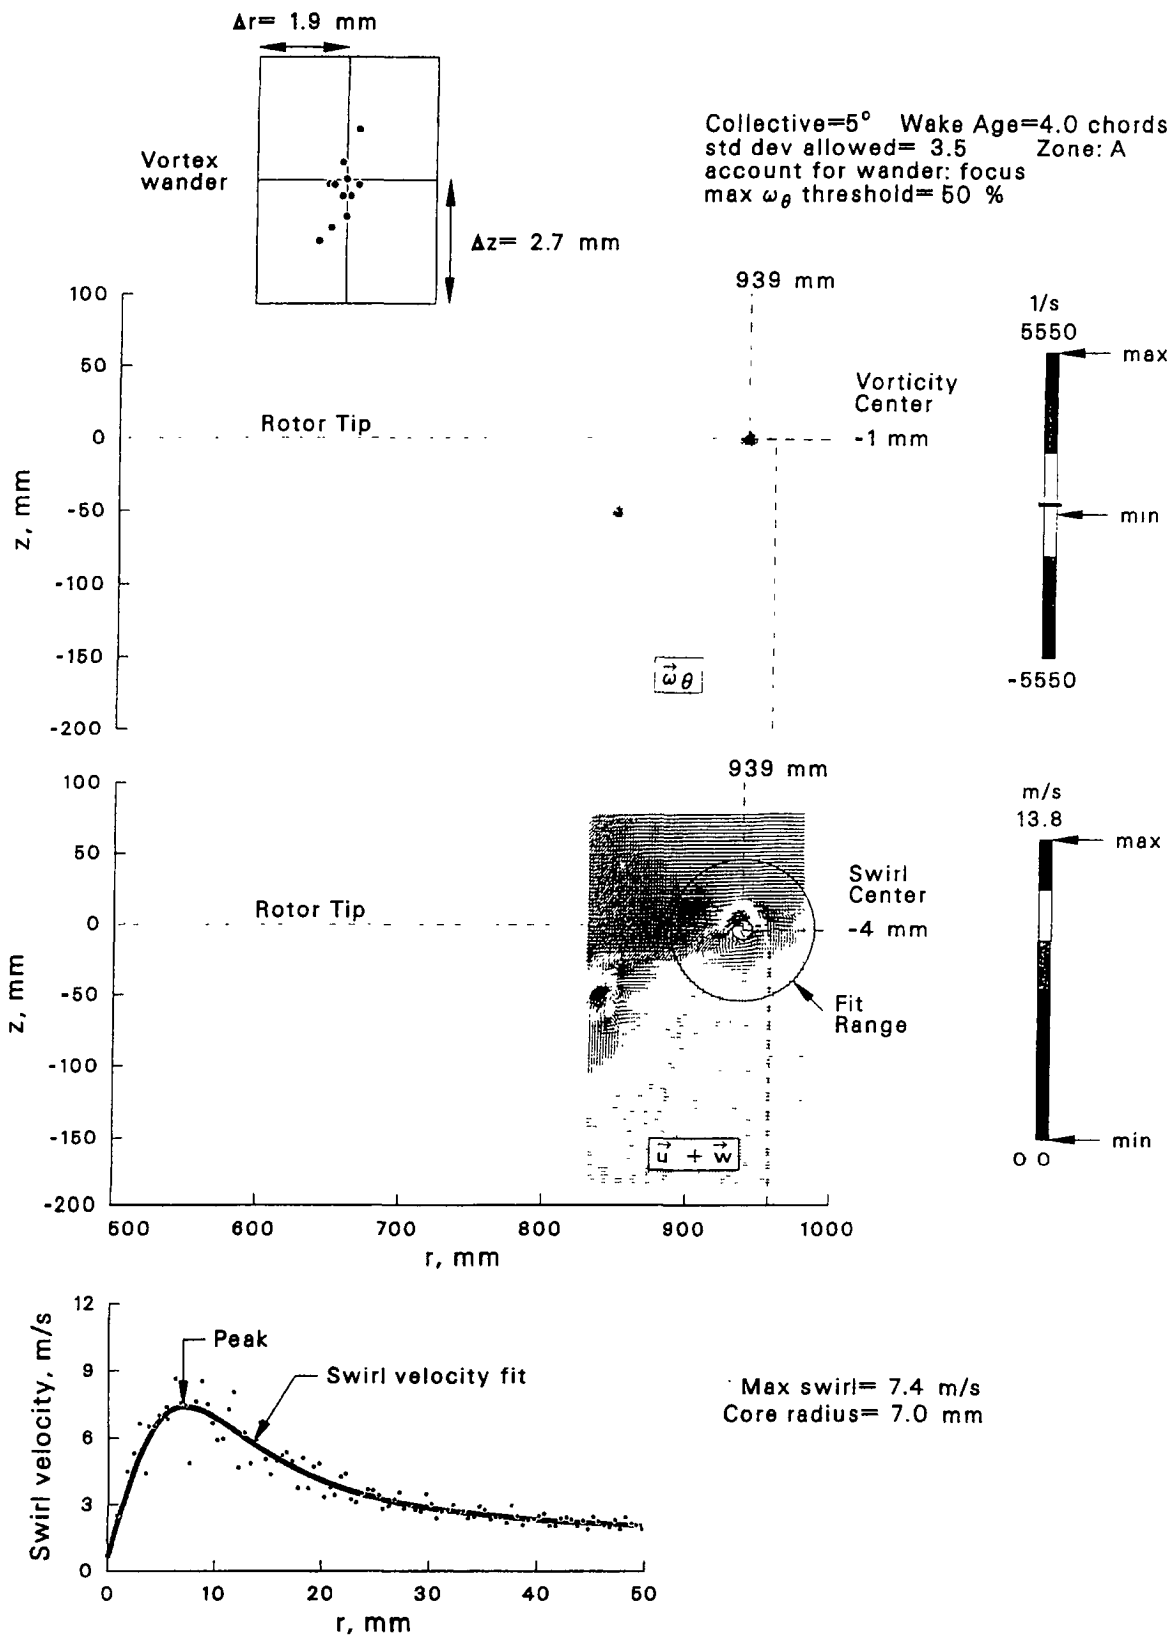 Δr= 1.9 mm
Vortex
wander
Δz= 2.7 mm
Collective=5° Wake Age=4.0 chords
std dev allowed= 3.5 Zone: A
account for wander: focus
max ωθ threshold= 50 %
939 mm
100
50
0
-50
-100
-150
-200
z, mm
Rotor Tip
Vorticity
Center
-1 mm
ω⃗θ
1/s
5550
max
min
-5550
939 mm
100
50
0
-50
-100
-150
-200
z, mm
Rotor Tip
Swirl
Center
-4 mm
Fit
Range
u⃗ + w⃗
m/s
13.8
max
min
0 0
500 600 700 800 900 1000
r, mm
12
9
6
3
0
Swirl velocity, m/s
Peak
Swirl velocity fit
Max swirl= 7.4 m/s
Core radius= 7.0 mm
0 10 20 30 40 50
r, mm